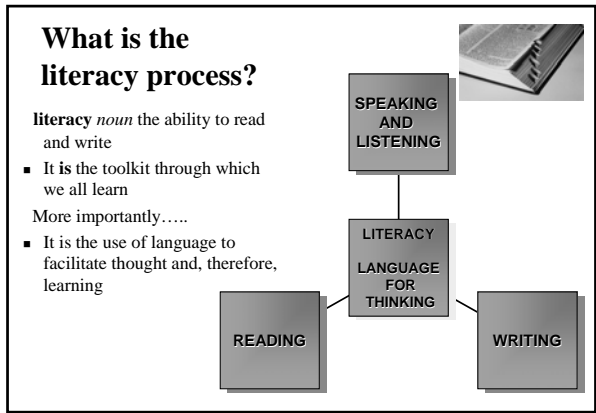 What is the
literacy process?
literacy noun the ability to read
and write
▪ It is the toolkit through which
we all learn
More importantly…..
▪ It is the use of language to
facilitate thought and, therefore,
learning
SPEAKING
AND
LISTENING
LITERACY
LANGUAGE
FOR
THINKING
READING
WRITING